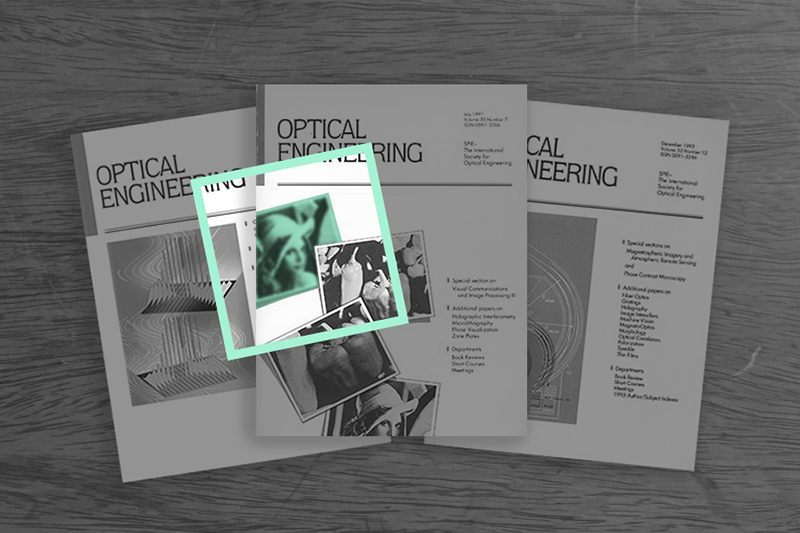 OPTICAL
ENGINEERING
OPTICAL
ENGINEERING
July 1991
Volume 30 Number 7
ISSN 0091-3286
SPIE–
The International
Society for
Optical Engineering
Special section on
Visual Communications
and Image Processing III
Additional papers on
Holographic Interferometry
Microlithography
Phase Visualization
Zone Plates
Departments
Book Reviews
Short Courses
Meetings
CAL
NEERING
December 1993
Volume 32 Number 12
ISSN 0091-3286
SPIE–
The International
Society for
Optical Engineering
Special sections on
Magnetospheric Imagery and
Atmospheric Remote Sensing
and
Phase Contrast Microscopy
Additional papers on
Fiber Optics
Gratings
Holography
Image Intensifiers
Machine Vision
MagnetoOptics
Morphology
Optical Correlators
Polarization
Speckle
Thin Films
Departments
Book Review
Short Courses
Meetings
1993 Author/Subject Indexes